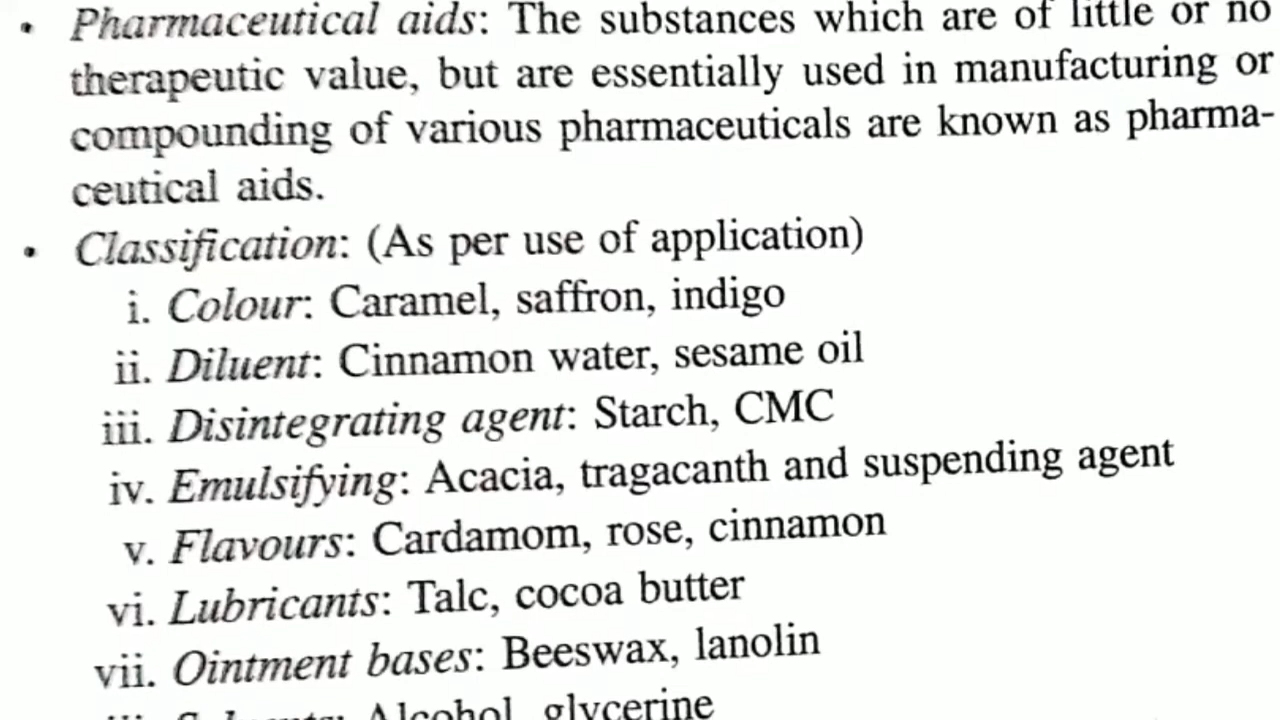 • Pharmaceutical aids: The substances which are of little or no
therapeutic value, but are essentially used in manufacturing or
compounding of various pharmaceuticals are known as pharma-
ceutical aids.
• Classification: (As per use of application)
i. Colour: Caramel, saffron, indigo
ii. Diluent: Cinnamon water, sesame oil
iii. Disintegrating agent: Starch, CMC
iv. Emulsifying: Acacia, tragacanth and suspending agent
v. Flavours: Cardamom, rose, cinnamon
vi. Lubricants: Talc, cocoa butter
vii. Ointment bases: Beeswax, lanolin
Solvents: Alcohol, glycerine